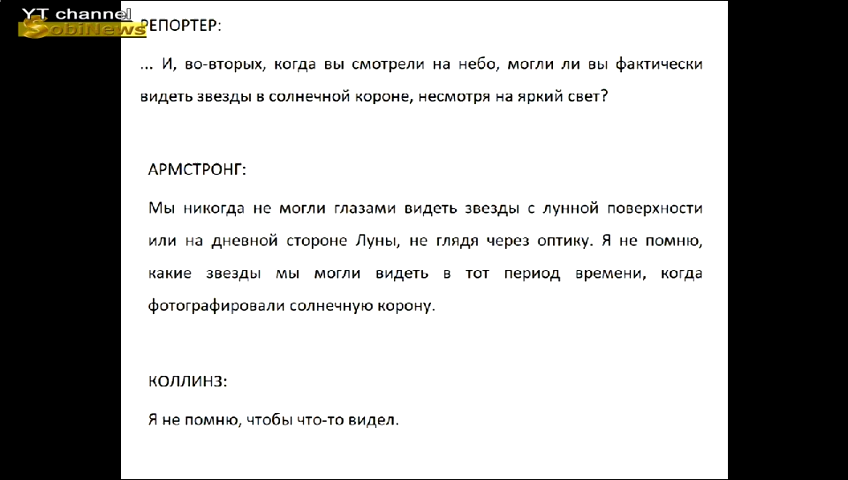 YT channel
SobiNews
РЕПОРТЕР:
... И, во-вторых, когда вы смотрели на небо, могли ли вы фактически
видеть звезды в солнечной короне, несмотря на яркий свет?
АРМСТРОНГ:
Мы никогда не могли глазами видеть звезды с лунной поверхности
или на дневной стороне Луны, не глядя через оптику. Я не помню,
какие звезды мы могли видеть в тот период времени, когда
фотографировали солнечную корону.
КОЛЛИНЗ:
Я не помню, чтобы что-то видел.